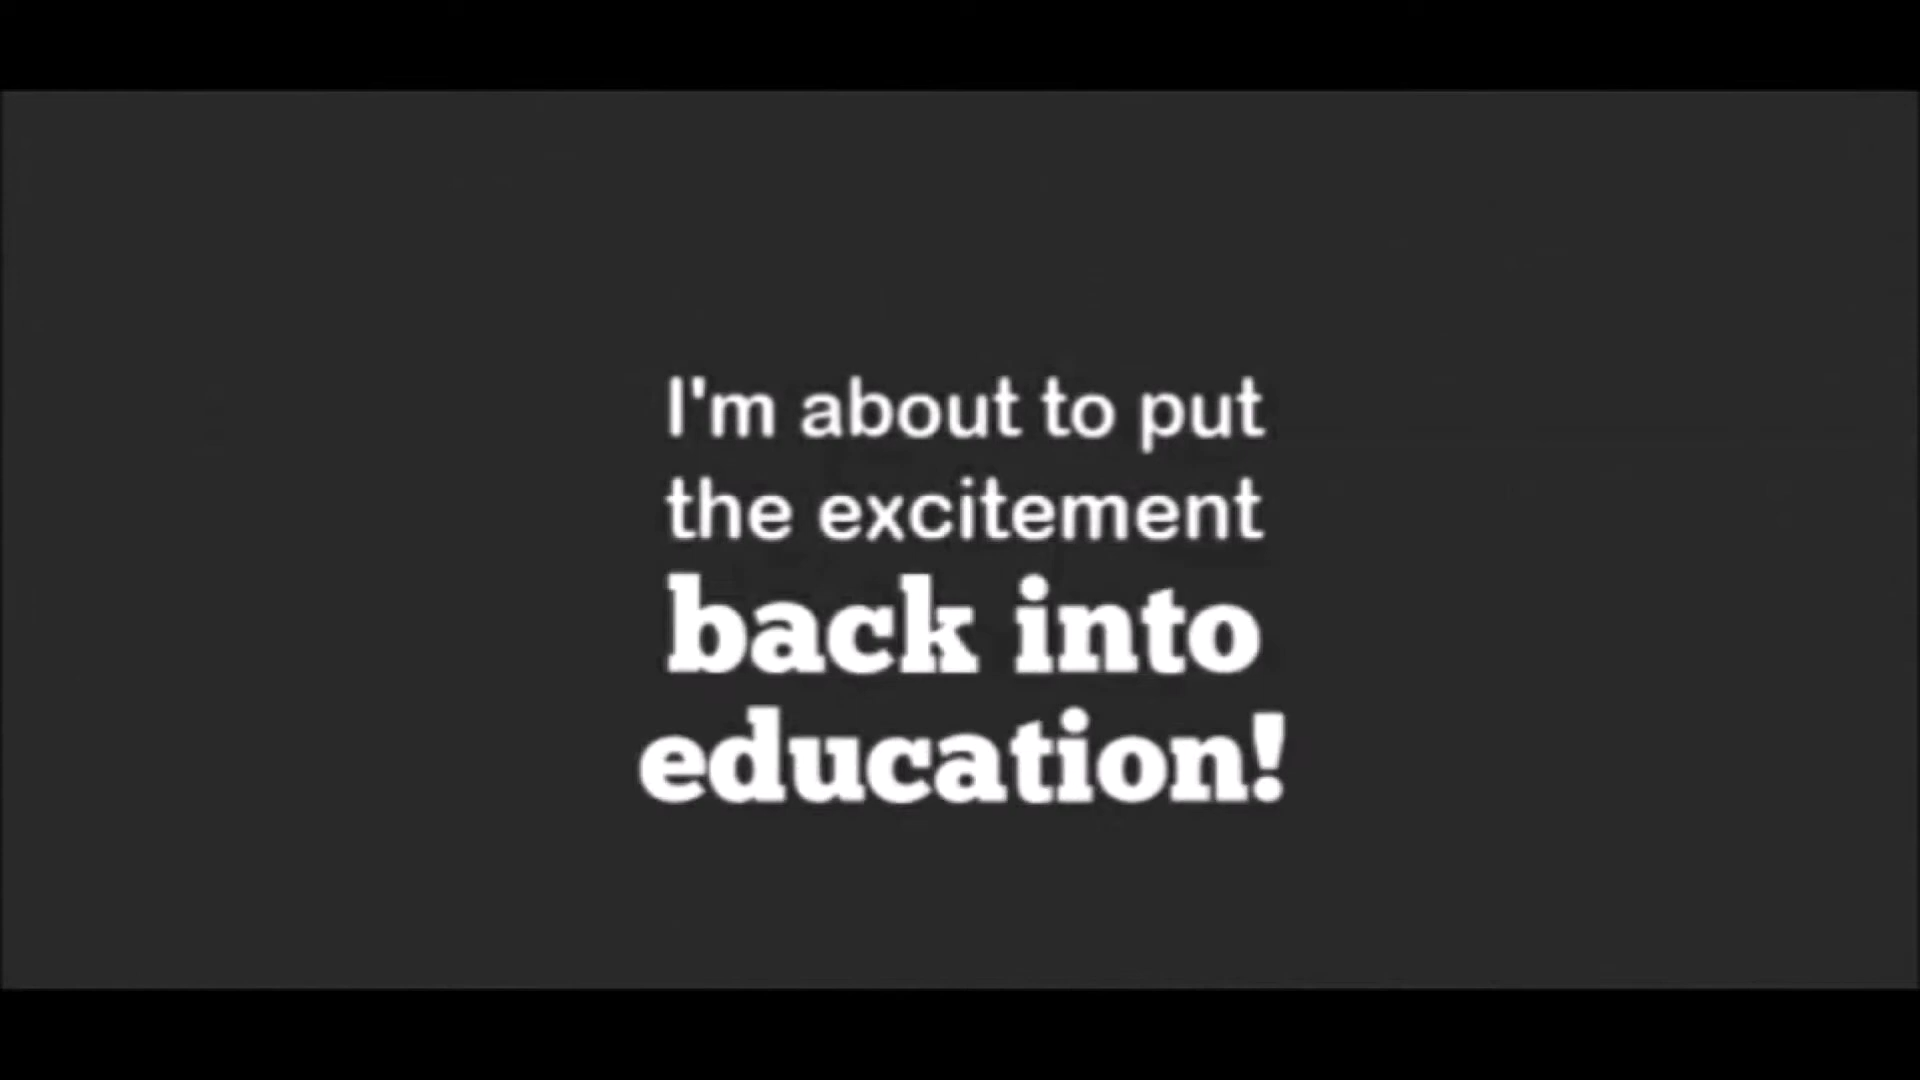 I'm about to put
the excitement
back into
education!